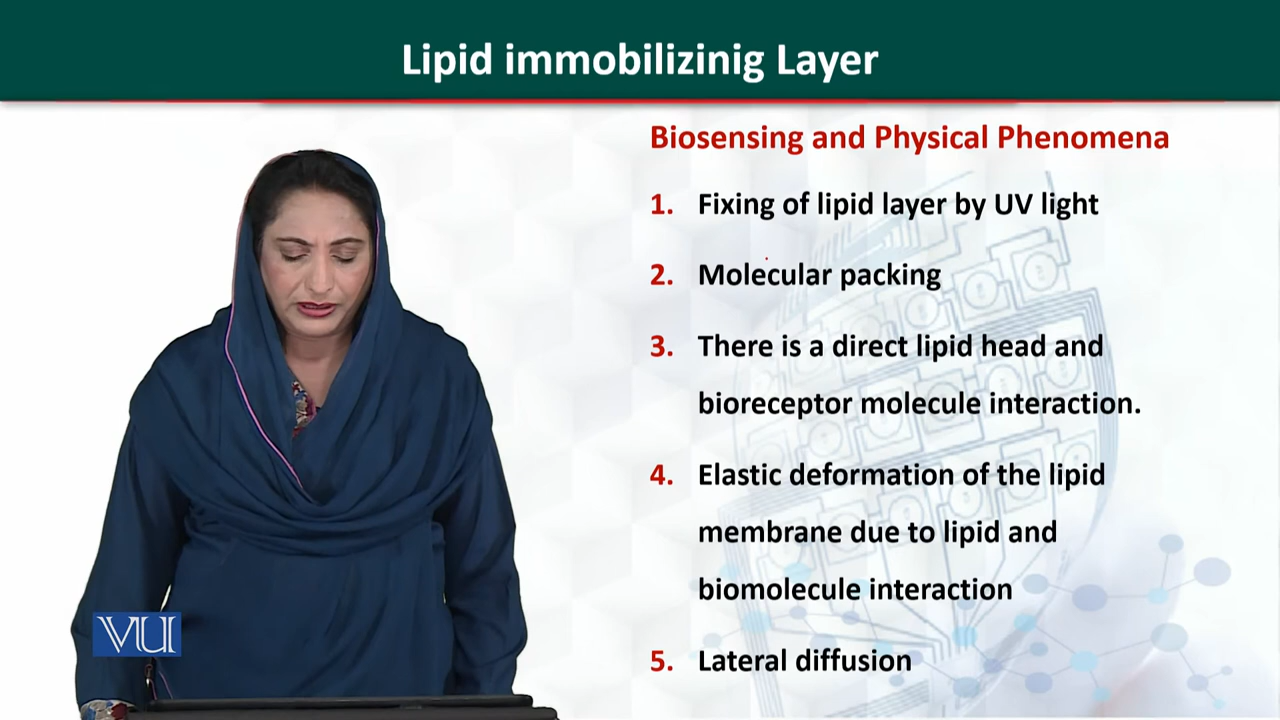 Lipid immobilizinig Layer
Biosensing and Physical Phenomena
1. Fixing of lipid layer by UV light
2. Molecular packing
3. There is a direct lipid head and
bioreceptor molecule interaction.
4. Elastic deformation of the lipid
membrane due to lipid and
biomolecule interaction
5. Lateral diffusion
VU